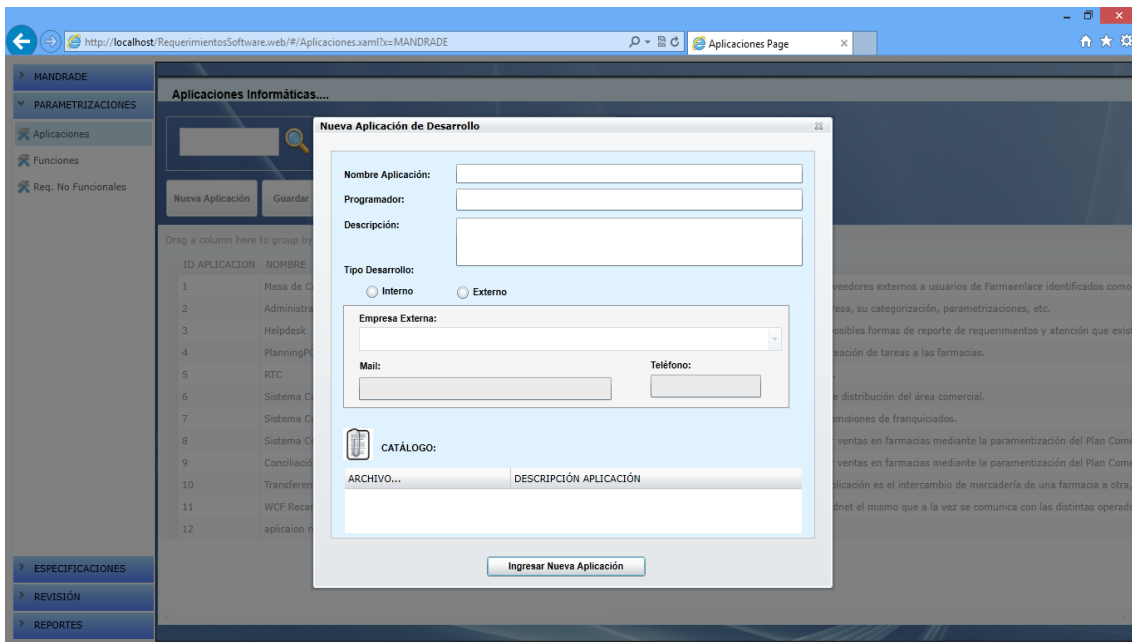 http://localhost/RequerimientosSoftware.web/#/Aplicaciones.xaml?x=MANDRADE
Aplicaciones Page
MANDRADE
PARAMETRIZACIONES
Aplicaciones
Funciones
Req. No Funcionales
ESPECIFICACIONES
REVISIÓN
REPORTES
Aplicaciones Informáticas....
Nueva Aplicación
Guardar
Drag a column here to group by
ID APLICACION NOMBRE
1 Mesa de veedores externos a usuarios de Farmaenlace identificados como
2 Administra resa, su categorización, parametrizaciones, etc.
3 Helpdesk osibles formas de reporte de requerimientos y atención que exist
4 PlanningP eación de tareas a las farmacias.
5 RTC
6 Sistema e distribución del área comercial.
7 Sistema misiones de franquiciados.
8 Sistema ventas en farmacias mediante la paramentización del Plan Come
9 Conciliació ventas en farmacias mediante la paramentización del Plan Come
10 Transferen plicación es el intercambio de mercadería de una farmacia a otra,
11 WCF Recar dnet el mismo que a la vez se comunica con las distintas operado
12 aplicaion n
Nueva Aplicación de Desarrollo
Nombre Aplicación:
Programador:
Descripción:
Tipo Desarrollo:
Interno Externo
Empresa Externa:
Mail: Teléfono:
CATÁLOGO:
ARCHIVO... DESCRIPCIÓN APLICACIÓN
Ingresar Nueva Aplicación